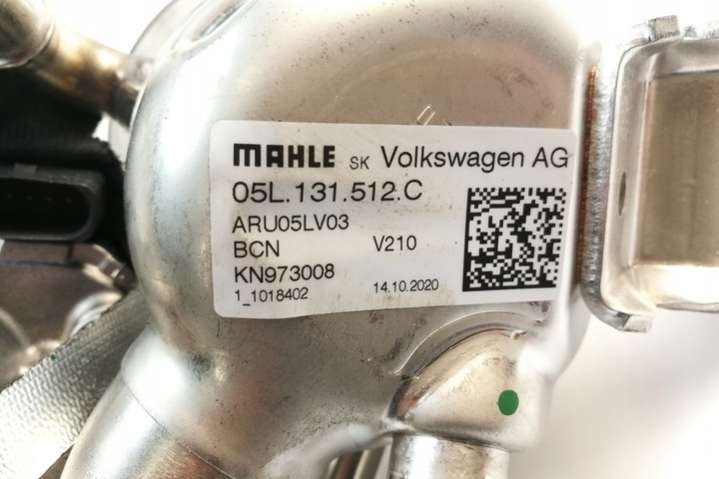 MAHLE SK Volkswagen AG
05L.131.512.C
ARU05LV03
BCN V210
KN973008
1_1018402 14.10.2020